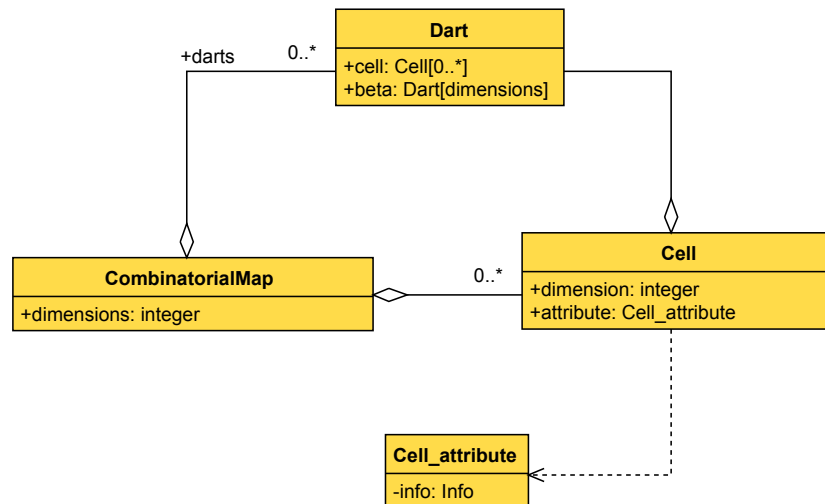 Dart
+cell: Cell[0..*]
+beta: Dart[dimensions]
+darts
0..*
CombinatorialMap
+dimensions: integer
0..*
Cell
+dimension: integer
+attribute: Cell_attribute
Cell_attribute
-info: Info